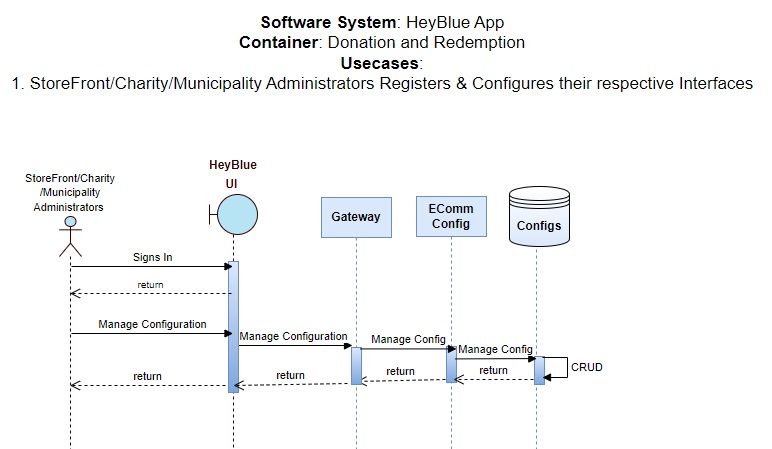 Software System: HeyBlue App
Container: Donation and Redemption
Usecases:
1. StoreFront/Charity/Municipality Administrators Registers & Configures their respective Interfaces
StoreFront/Charity
/Municipality
Administrators
HeyBlue
UI
Gateway
EComm
Config
Configs
Signs In
return
Manage Configuration
Manage Configuration
Manage Config
Manage Config
CRUD
return
return
return
return